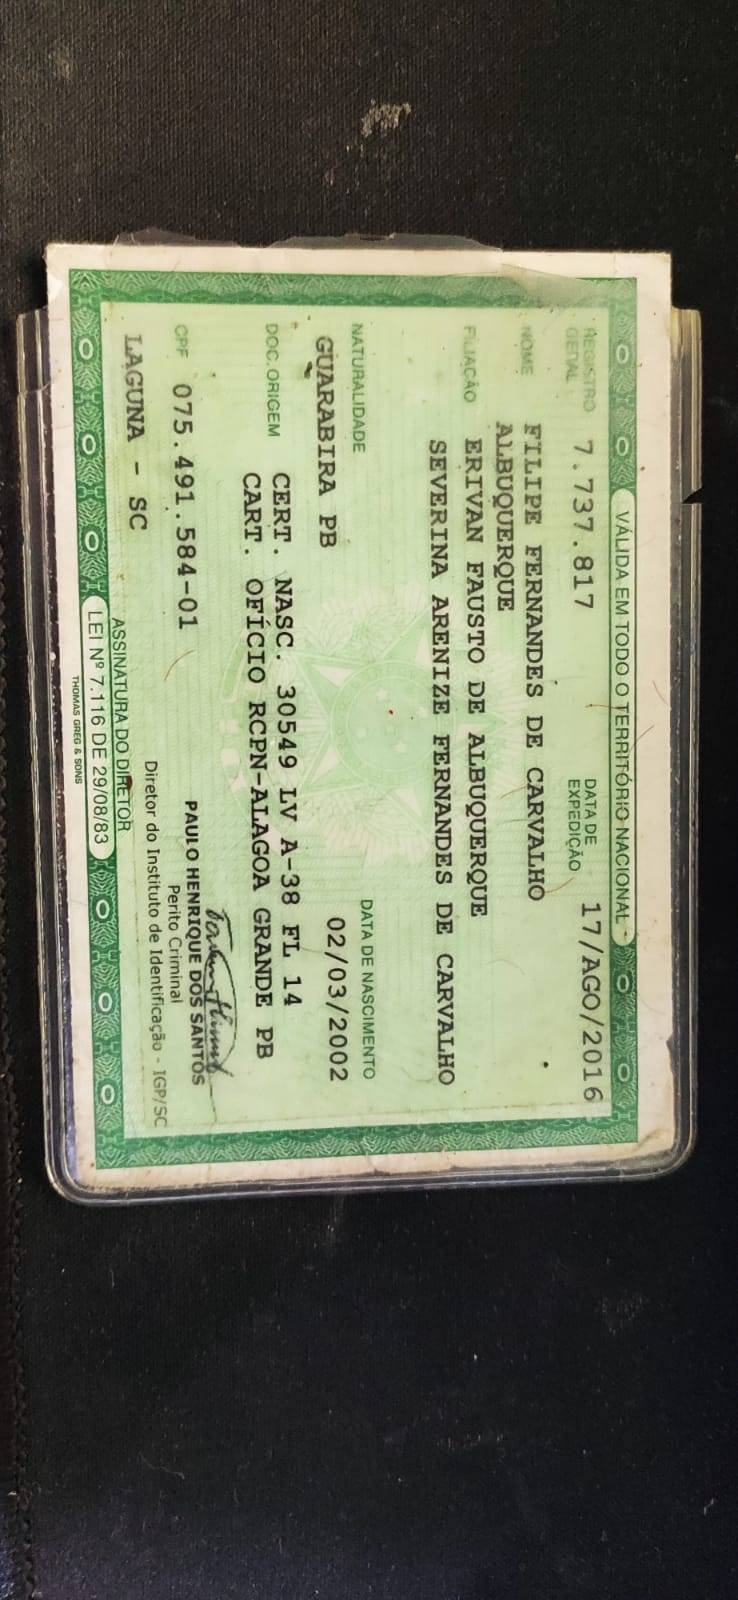 VÁLIDA EM TODO O TERRITÓRIO NACIONAL
REGISTRO GERAL 7.737.817 DATA DE EXPEDIÇÃO 17/AGO/2016
NOME FILIPE FERNANDES DE CARVALHO
ALBUQUERQUE
FILIAÇÃO ERIVAN FAUSTO DE ALBUQUERQUE
SEVERINA ARENIZE FERNANDES DE CARVALHO
NATURALIDADE DATA DE NASCIMENTO
GUARABIRA PB 02/03/2002
DOC. ORIGEM CERT. NASC. 30549 LV A-38 FL 14
CART. OFÍCIO RCPN-ALAGOA GRANDE PB
CPF 075.491.584-01
PAULO HENRIQUE DOS SANTOS
Perito Criminal
Diretor do Instituto de Identificação - IGP/SC
LAGUNA - SC
ASSINATURA DO DIRETOR
LEI Nº 7.116 DE 29/08/83
THOMAS GREG & SONS